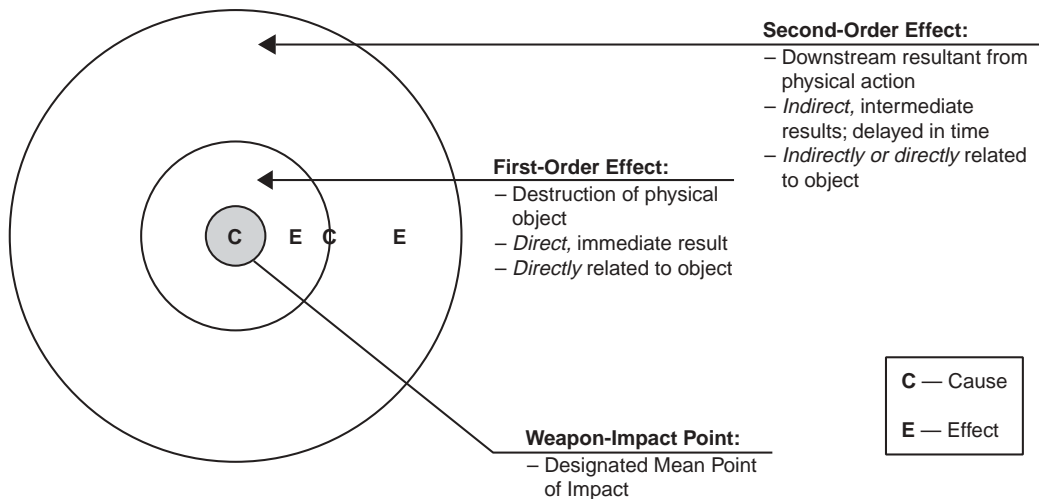 Second-Order Effect:
– Downstream resultant from
physical action
– Indirect, intermediate
results; delayed in time
– Indirectly or directly related
to object
First-Order Effect:
– Destruction of physical
object
– Direct, immediate result
– Directly related to object
C E C E
C — Cause
E — Effect
Weapon-Impact Point:
– Designated Mean Point
of Impact